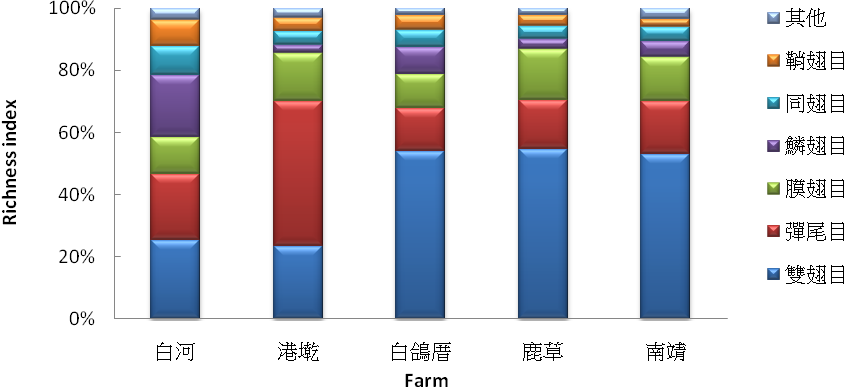 100%
80%
60%
40%
20%
0%
Richness index
白河
港墘
白鴿厝
鹿草
南靖
Farm
其他
鞘翅目
同翅目
鱗翅目
膜翅目
彈尾目
雙翅目